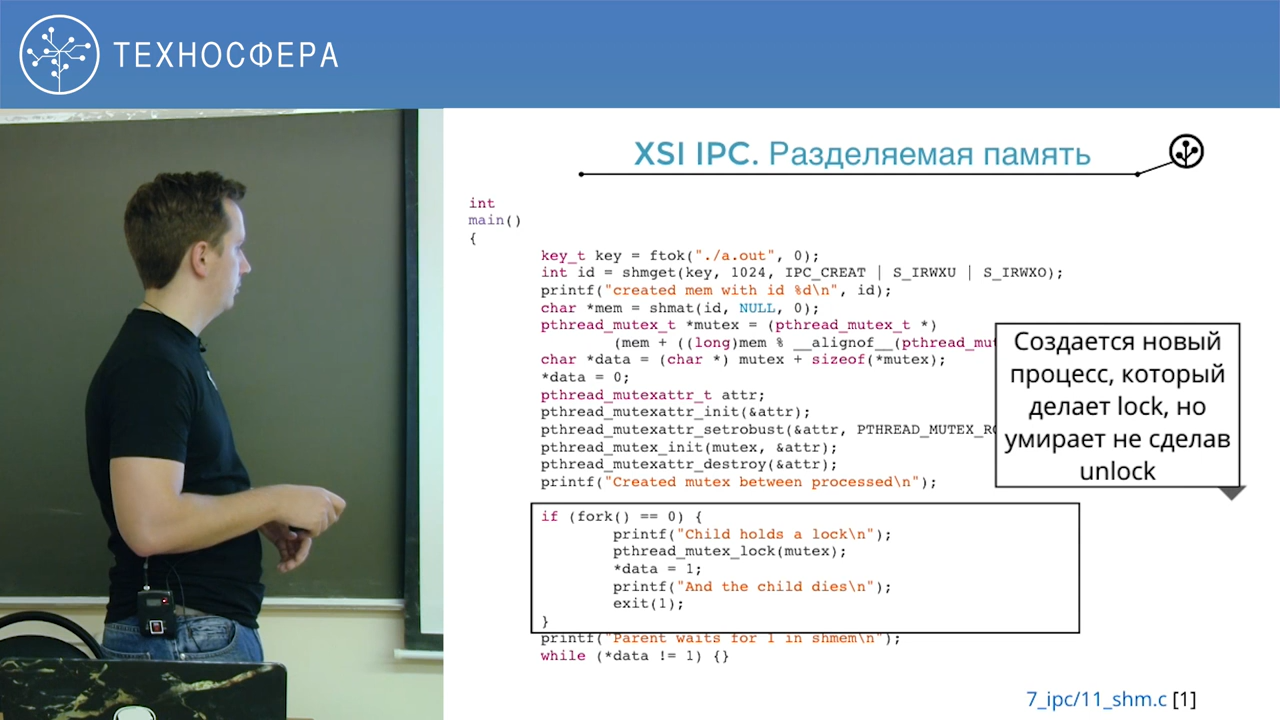 ТЕХНОСФЕРА
XSI IPC. Разделяемая память
int
main()
{
key_t key = ftok("./a.out", 0);
int id = shmget(key, 1024, IPC_CREAT | S_IRWXU | S_IRWXO);
printf("created mem with id %d\n", id);
char *mem = shmat(id, NULL, 0);
pthread_mutex_t *mutex = (pthread_mutex_t *)
(mem + ((long)mem % __alignof__(pthread_mu
char *data = (char *) mutex + sizeof(*mutex);
*data = 0;
pthread_mutexattr_t attr;
pthread_mutexattr_init(&attr);
pthread_mutexattr_setrobust(&attr, PTHREAD_MUTEX_RO
pthread_mutex_init(mutex, &attr);
pthread_mutexattr_destroy(&attr);
printf("Created mutex between processed\n");
Создается новый
процесс, который
делает lock, но
умирает не сделав
unlock
if (fork() == 0) {
printf("Child holds a lock\n");
pthread_mutex_lock(mutex);
*data = 1;
printf("And the child dies\n");
exit(1);
}
printf("Parent waits for 1 in shmem\n");
while (*data != 1) {}
7_ipc/11_shm.c [1]